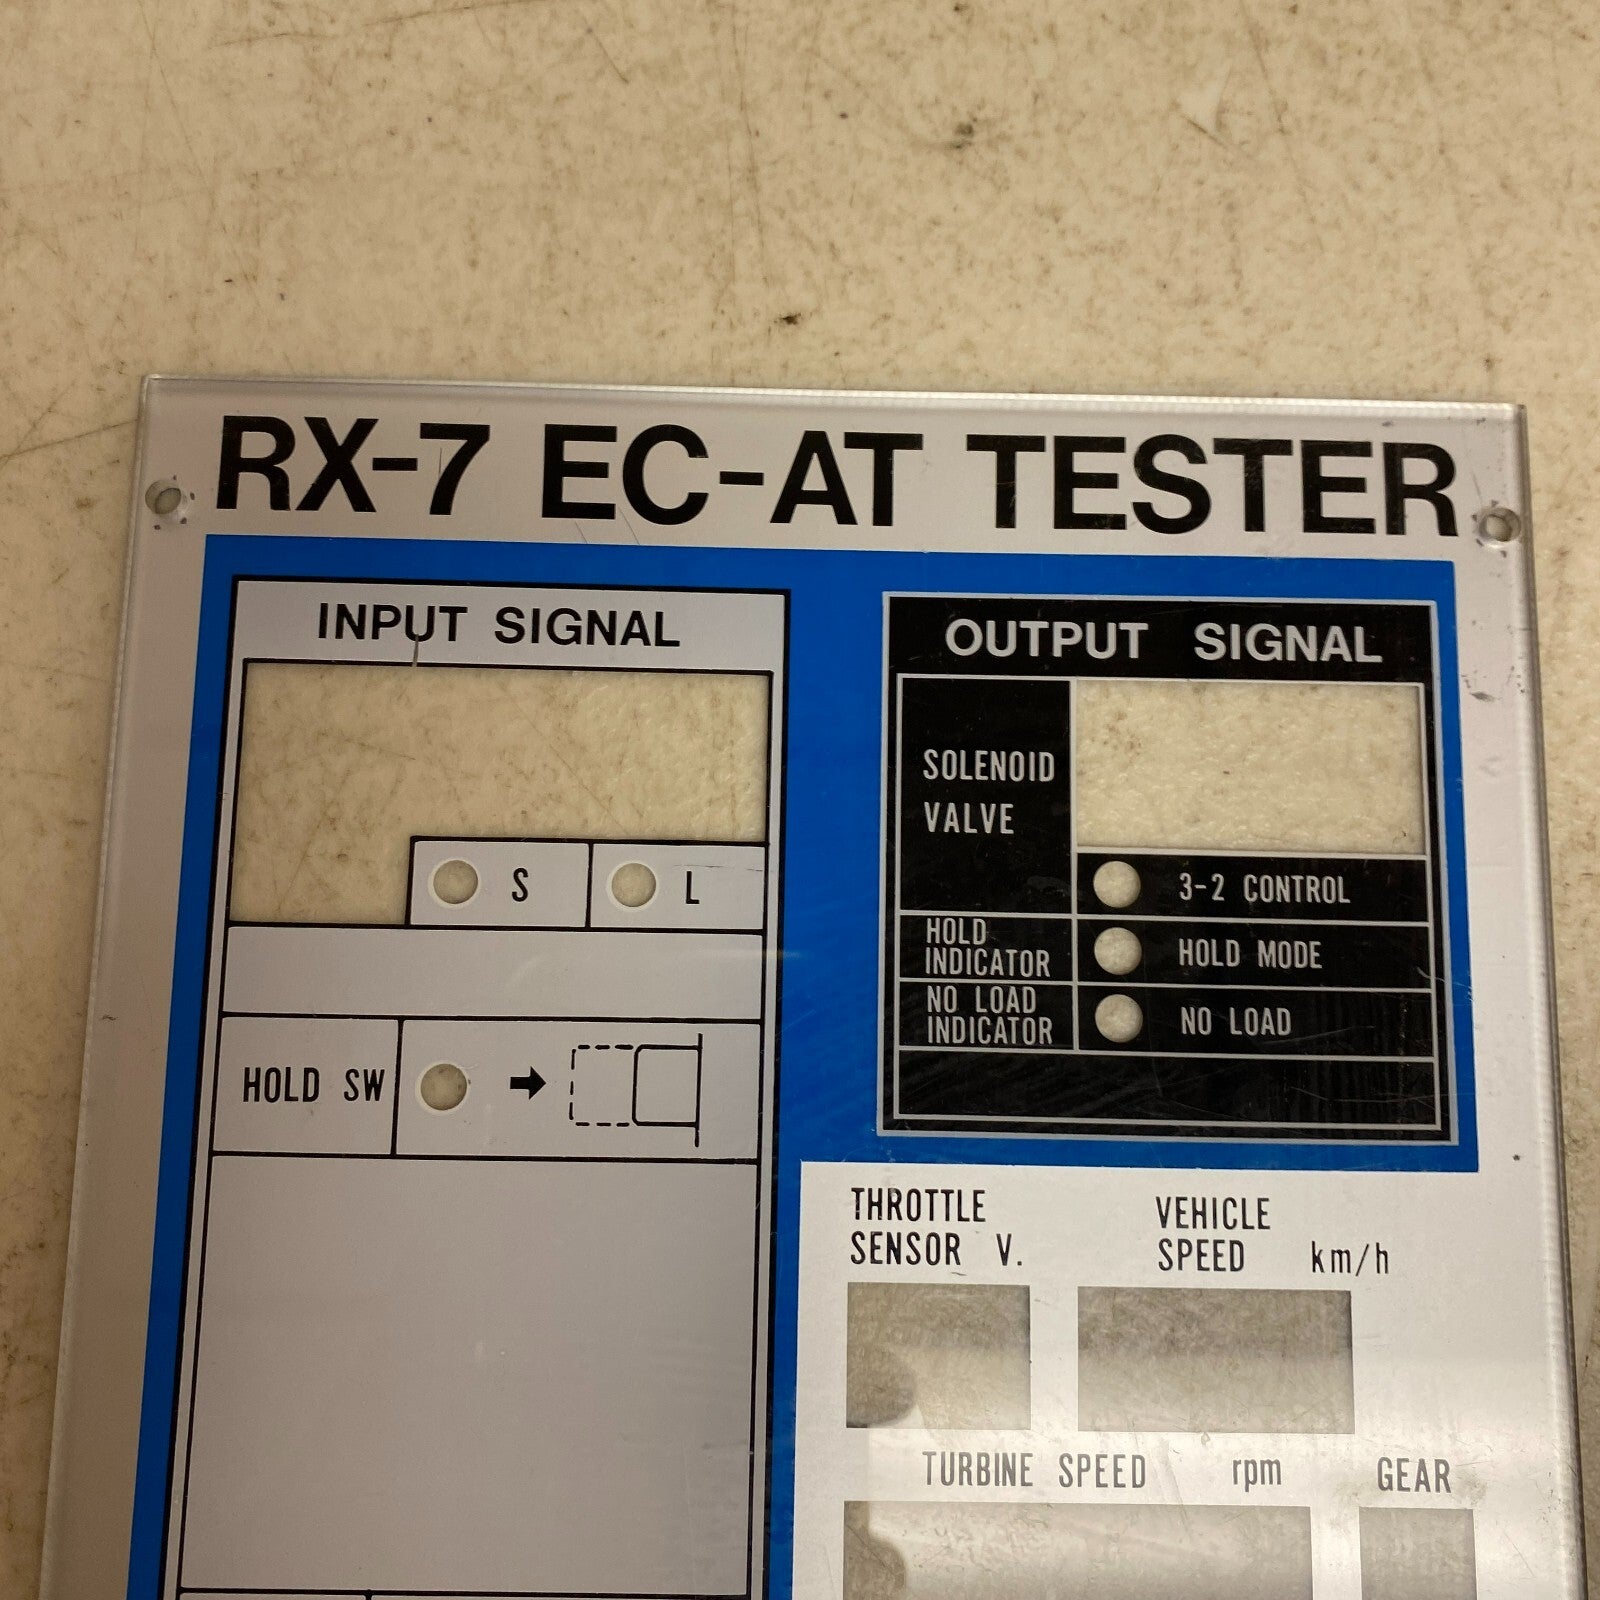 RX-7 EC-AT TESTER
INPUT SIGNAL
S
L
HOLD SW
OUTPUT SIGNAL
SOLENOID
VALVE
3-2 CONTROL
HOLD
INDICATOR
HOLD MODE
NO LOAD
INDICATOR
NO LOAD
THROTTLE
SENSOR V.
VEHICLE
SPEED km/h
TURBINE SPEED rpm
GEAR